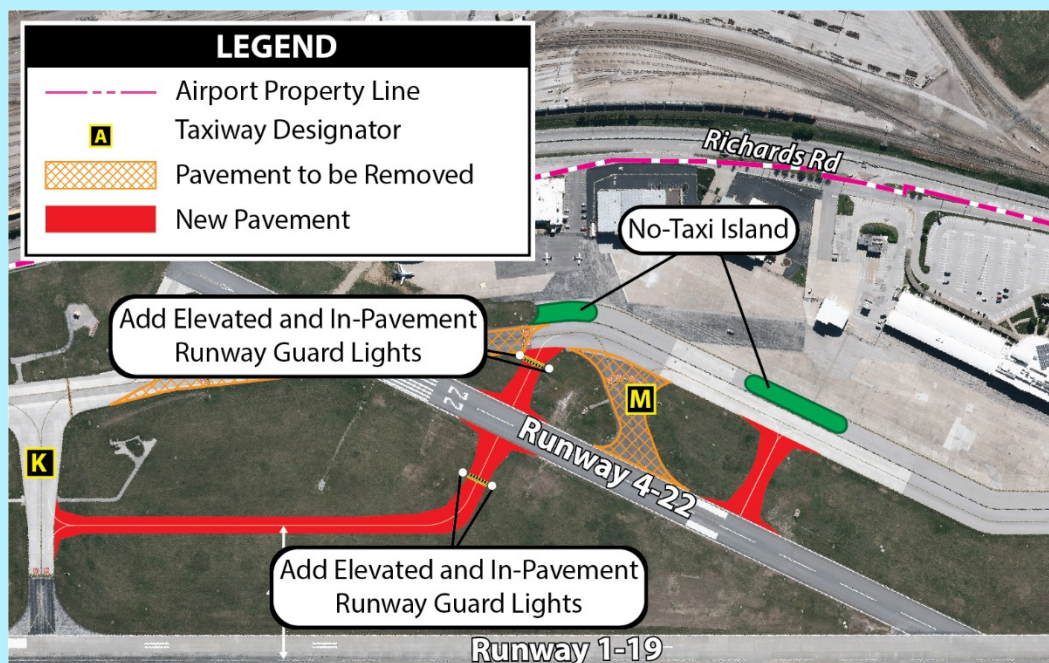 LEGEND
Airport Property Line
A
Taxiway Designator
Pavement to be Removed
New Pavement
Richards Rd
No-Taxi Island
Add Elevated and In-Pavement
Runway Guard Lights
22
M
K
Runway 4-22
Add Elevated and In-Pavement
Runway Guard Lights
Runway 1-19